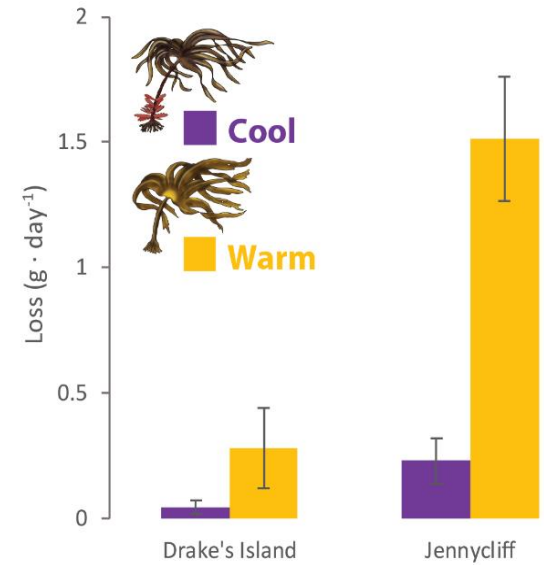 2
1.5
1
0.5
0
Loss (g · day⁻¹)
Cool
Warm
Drake's Island
Jennycliff